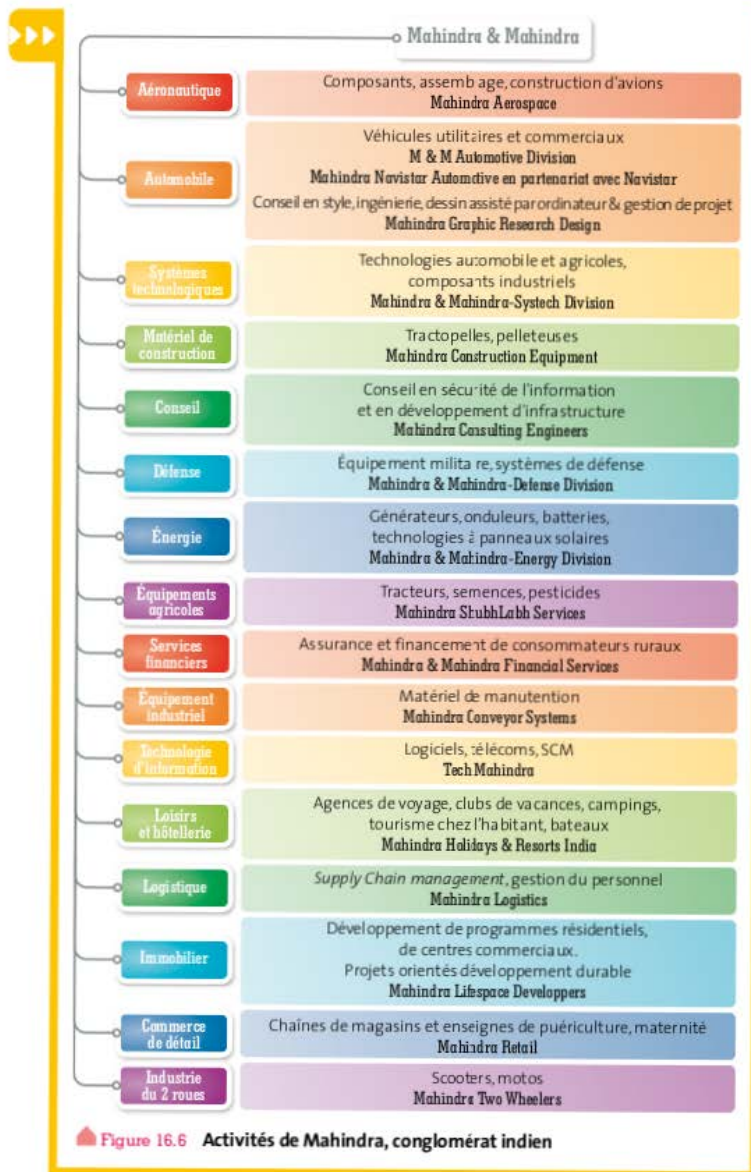 Mahindra & Mahindra
Aéronautique
Composants, assemb age, construction d'avions
Mahindra Aerospace
Automobile
Véhicules utilitaires et commerciaux
M & M Automotive Division
Mahindra Navistar Automotive en partenariat avec Navistar
Conseil en style, ingénierie, dessin assisté par ordinateur & gestion de projet
Mahindra Graphic Research Design
Systèmes
technologiques
Technologies automobile et agricoles,
composants industriels
Mahindra & Mahindra-Systech Division
Matériel de
construction
Tractopelles, pelleteuses
Mahindra Construction Equipment
Conseil
Conseil en sécurité de l'information
et en développement d'infrastructure
Mahindra Consulting Engineers
Défense
Équipement milita re, systèmes de défense
Mahindra & Mahindra-Defense Division
Énergie
Générateurs, onduleurs, batteries,
technologies à panneaux solaires
Mahindra & Mahindra-Energy Division
Équipements
agricoles
Tracteurs, semences, pesticides
Mahindra ShubhLabh Services
Services
financiers
Assurance et financement de consommateurs ruraux
Mahindra & Mahindra Financial Services
Équipement
industriel
Matériel de manutention
Mahindra Conveyor Systems
Technologie
d'information
Logiciels, télécoms, SCM
Tech Mahindra
Loisirs
et hôtellerie
Agences de voyage, clubs de vacances, campings,
tourisme chez l'habitant, bateaux
Mahindra Holidays & Resorts India
Logistique
Supply Chain management, gestion du personnel
Mahindra Logistics
Immobilier
Développement de programmes résidentiels,
de centres commerciaux.
Projets orientés développement durable
Mahindra Lifespace Developpers
Commerce
de détail
Chaînes de magasins et enseignes de puériculture, maternité
Mahindra Retail
Industrie
du 2 roues
Scooters, motos
Mahindra Two Wheelers
Figure 16.6 Activités de Mahindra, conglomérat indien